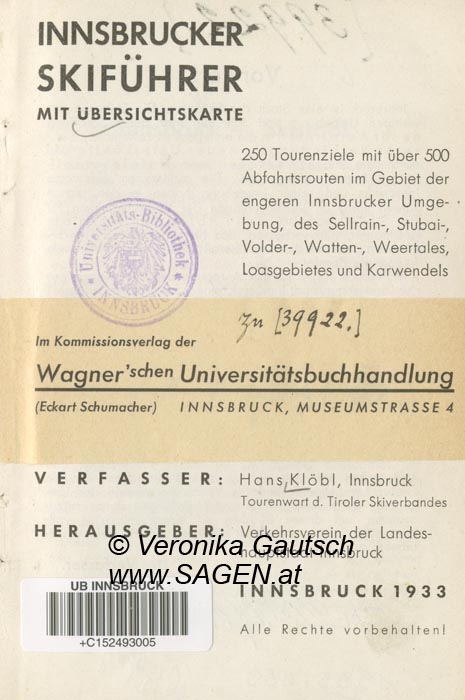 INNSBRUCKER
SKIFÜHRER
MIT ÜBERSICHTSKARTE
[39922]
250 Tourenziele mit über 500
Abfahrtsrouten im Gebiet der
engeren Innsbrucker Umge-
bung, des Sellrain-, Stubai-,
Volder-, Watten-, Weertales,
Loasgebietes und Karwendels
Universitäts-Bibliothek
INNSBRUCK
zu [39922.]
Im Kommissionsverlag der
Wagner'schen Universitätsbuchhandlung
(Eckart Schumacher) INNSBRUCK, MUSEUMSTRASSE 4
VERFASSER: Hans Klöbl, Innsbruck
Tourenwart d. Tiroler Skiverbandes
HERAUSGEBER: Verkehrsverein der Landes-
hauptstadt Innsbruck
© Veronika Gautsch
www.SAGEN.at
UB INNSBRUCK
+C152493005
INNSBRUCK 1933
Alle Rechte vorbehalten!